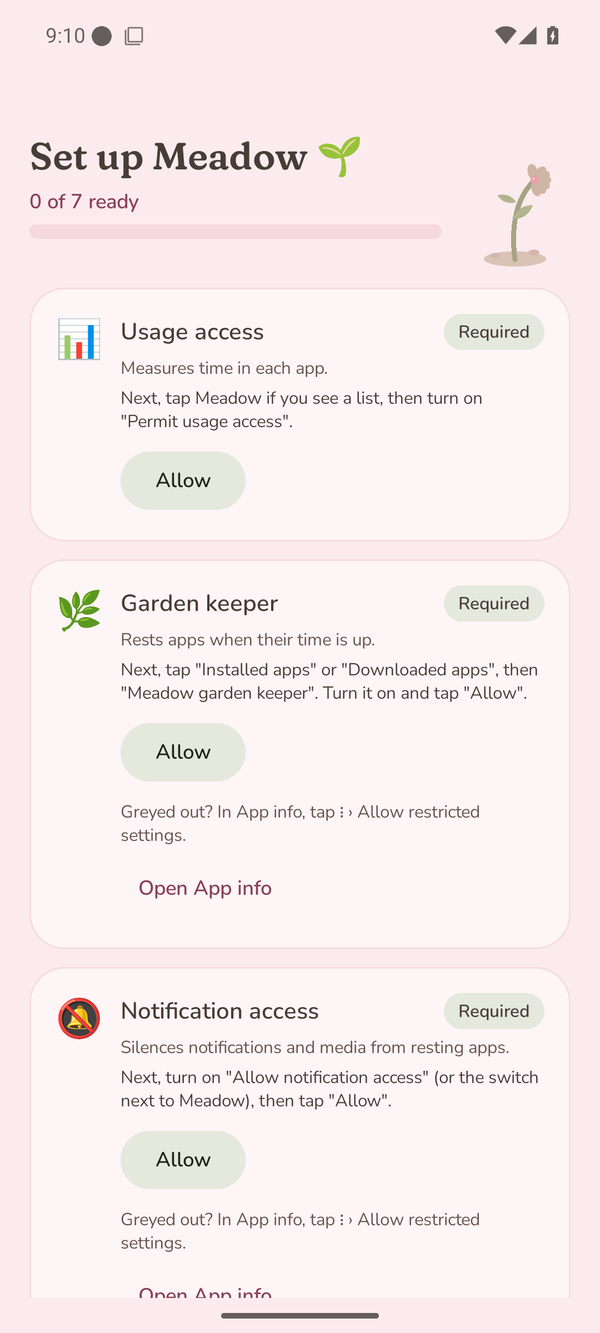 9:10
Set up Meadow 🌱
0 of 7 ready
Usage access
Required
Measures time in each app.
Next, tap Meadow if you see a list, then turn on
"Permit usage access".
Allow
Garden keeper
Required
Rests apps when their time is up.
Next, tap "Installed apps" or "Downloaded apps", then
"Meadow garden keeper". Turn it on and tap "Allow".
Allow
Greyed out? In App info, tap ⋮ › Allow restricted
settings.
Open App info
Notification access
Required
Silences notifications and media from resting apps.
Next, turn on "Allow notification access" (or the switch
next to Meadow), then tap "Allow".
Allow
Greyed out? In App info, tap ⋮ › Allow restricted
settings.
Open App info